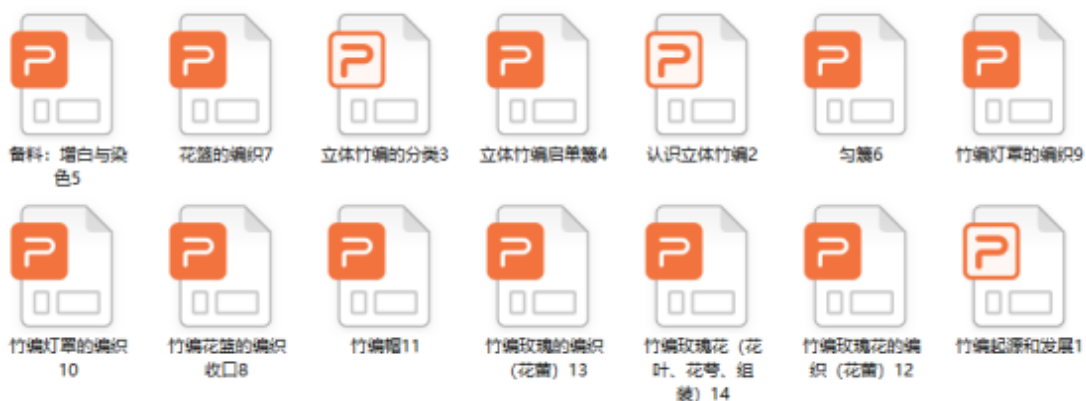 备料：增白与染
色5
花篮的编织7
立体竹编的分类3
立体竹编启单篾4
认识立体竹编2
匀篾6
竹编灯罩的编织9
竹编灯罩的编织
10
竹编花篮的编织
收口8
竹编帽11
竹编玫瑰的编织
（花蕾）13
竹编玫瑰花（花
叶、花萼、组
装）14
竹编玫瑰花的编
织（花蕾）12
竹编起源和发展1